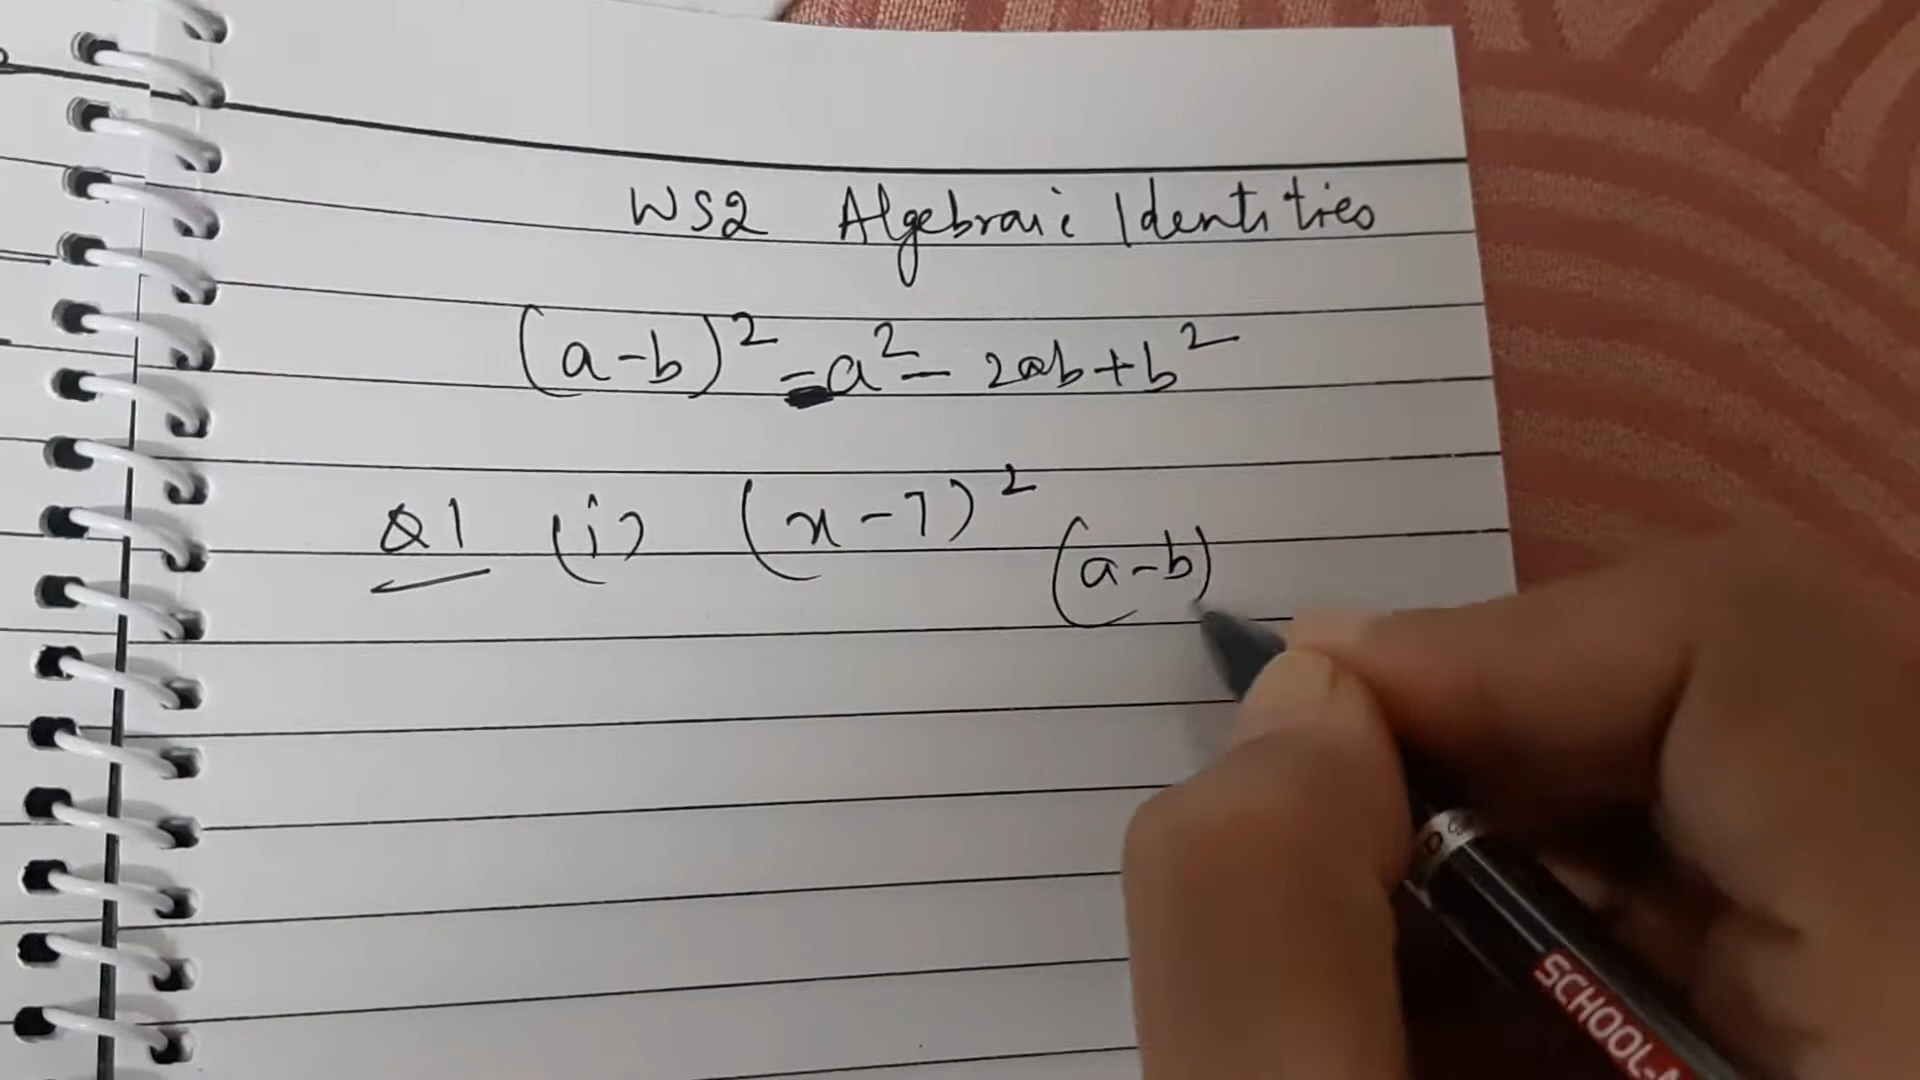 WS2 Algebraic Identities
(a-b)² = a² - 2ab + b²
Q1 (i) (x-7)²
(a-b)
SCHOOL